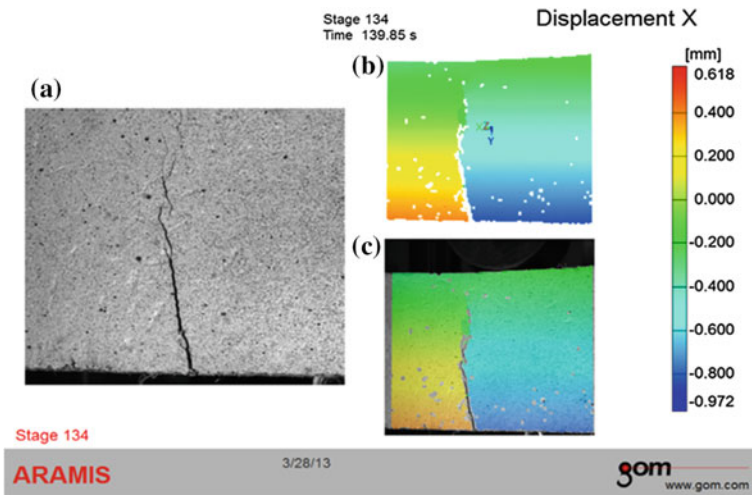 Stage 134
Time 139.85 s
Displacement X
(a)
(b)
XZ
Y
(c)
[mm]
0.618
0.400
0.200
0.000
-0.200
-0.400
-0.600
-0.800
-0.972
Stage 134
ARAMIS
3/28/13
gom
www.gom.com